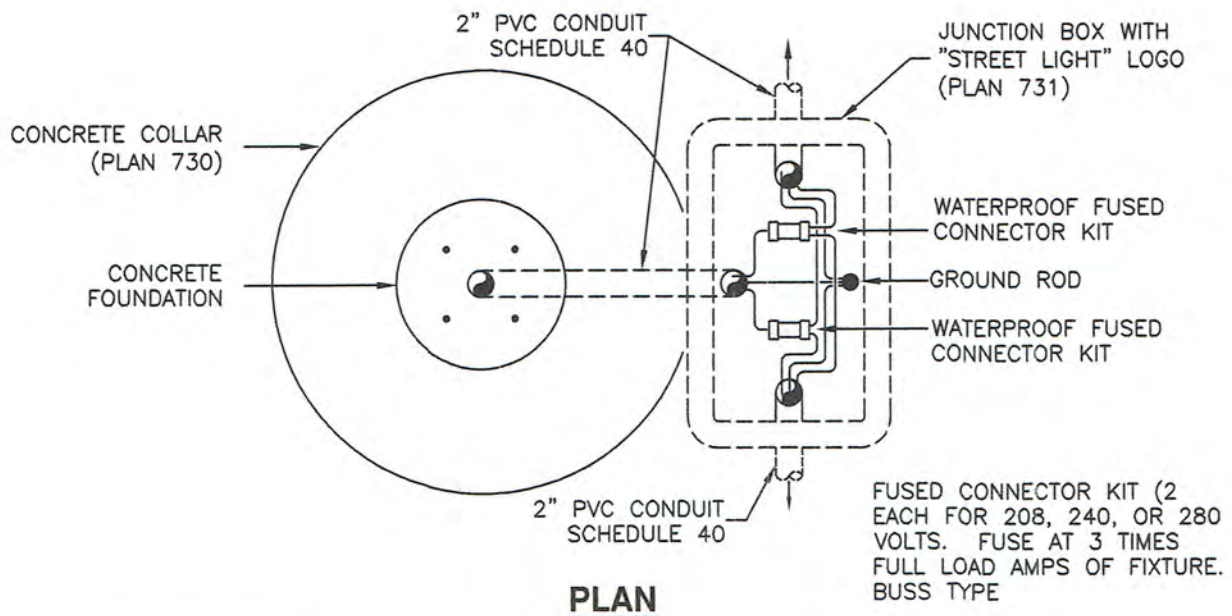 2" PVC CONDUIT
SCHEDULE 40
JUNCTION BOX WITH
"STREET LIGHT" LOGO
(PLAN 731)
CONCRETE COLLAR
(PLAN 730)
WATERPROOF FUSED
CONNECTOR KIT
CONCRETE
FOUNDATION
GROUND ROD
WATERPROOF FUSED
CONNECTOR KIT
2" PVC CONDUIT
SCHEDULE 40
FUSED CONNECTOR KIT (2
EACH FOR 208, 240, OR 280
VOLTS. FUSE AT 3 TIMES
FULL LOAD AMPS OF FIXTURE.
BUSS TYPE
PLAN